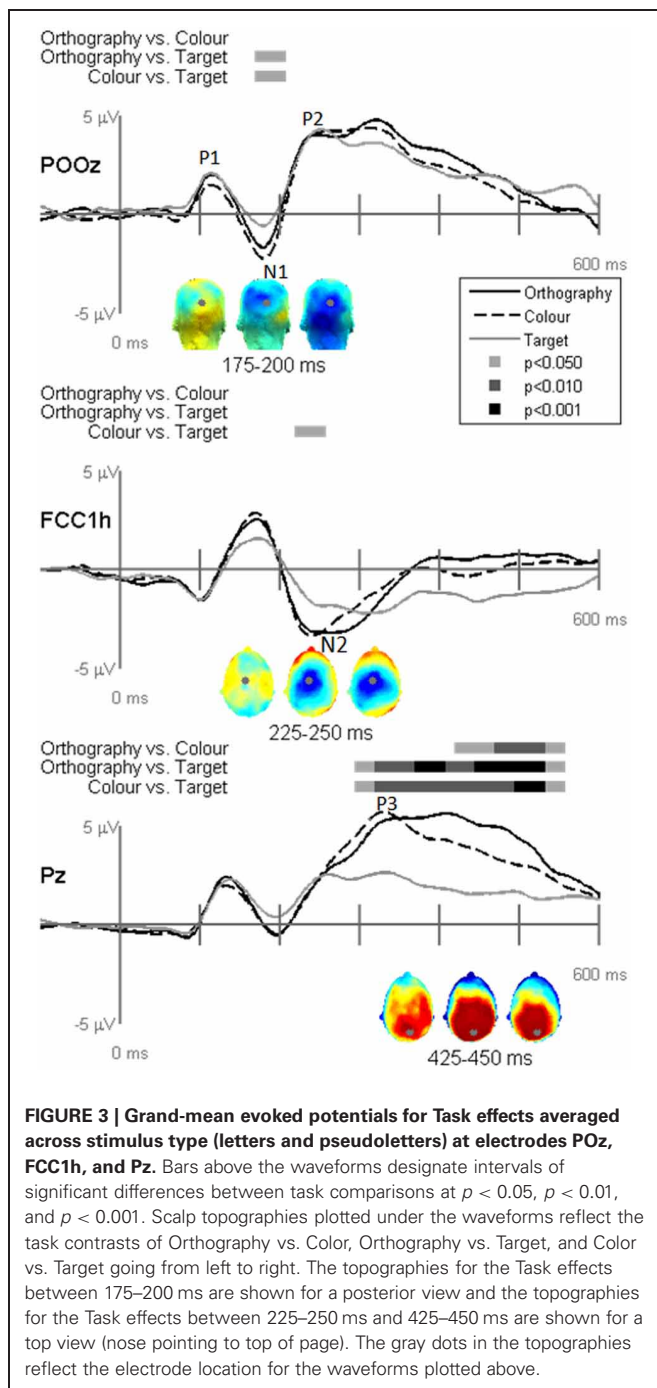 Orthography vs. Colour
Orthography vs. Target
Colour vs. Target
5 µV
P1
P2
POOz
N1
600 ms
-5 µV
0 ms
175-200 ms
Orthography
Colour
Target
p<0.050
p<0.010
p<0.001
Orthography vs. Colour
Orthography vs. Target
Colour vs. Target
5 µV
FCC1h
600 ms
N2
-5 µV
0 ms
225-250 ms
Orthography vs. Colour
Orthography vs. Target
Colour vs. Target
P3
5 µV
Pz
600 ms
-5 µV
0 ms
425-450 ms
FIGURE 3 | Grand-mean evoked potentials for Task effects averaged
across stimulus type (letters and pseudoletters) at electrodes POz,
FCC1h, and Pz. Bars above the waveforms designate intervals of
significant differences between task comparisons at p < 0.05, p < 0.01,
and p < 0.001. Scalp topographies plotted under the waveforms reflect the
task contrasts of Orthography vs. Color, Orthography vs. Target, and Color
vs. Target going from left to right. The topographies for the Task effects
between 175–200 ms are shown for a posterior view and the topographies
for the Task effects between 225–250 ms and 425–450 ms are shown for a
top view (nose pointing to top of page). The gray dots in the topographies
reflect the electrode location for the waveforms plotted above.